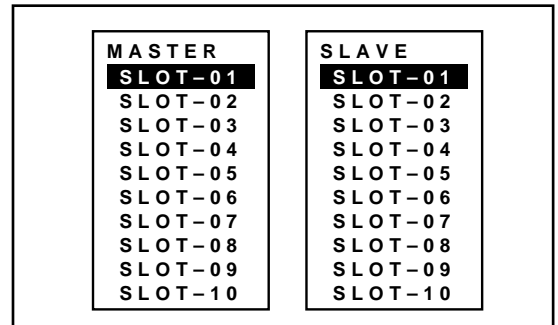 MASTER
SLOT–01
SLOT–02
SLOT–03
SLOT–04
SLOT–05
SLOT–06
SLOT–07
SLOT–08
SLOT–09
SLOT–10
SLAVE
SLOT–01
SLOT–02
SLOT–03
SLOT–04
SLOT–05
SLOT–06
SLOT–07
SLOT–08
SLOT–09
SLOT–10